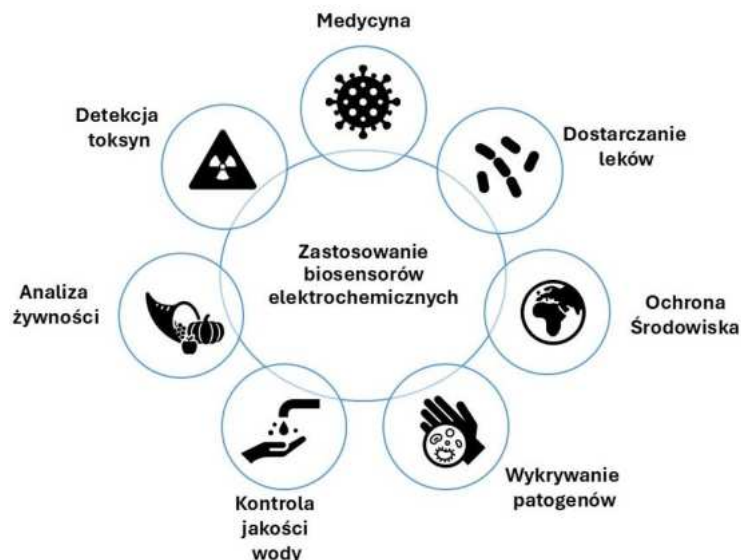 Medycyna
Dostarczanie
leków
Ochrona
Środowiska
Wykrywanie
patogenów
Kontrola
jakości
wody
Analiza
żywności
Detekcja
toksyn
Zastosowanie
biosensorów
elektrochemicznych